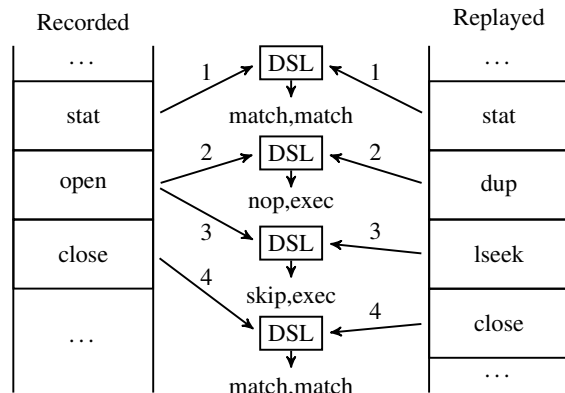 Recorded
Replayed
...
DSL
...
1
1
stat
match,match
stat
2
DSL
2
open
nop,exec
dup
3
DSL
3
close
skip,exec
lseek
4
DSL
4
close
...
match,match
...